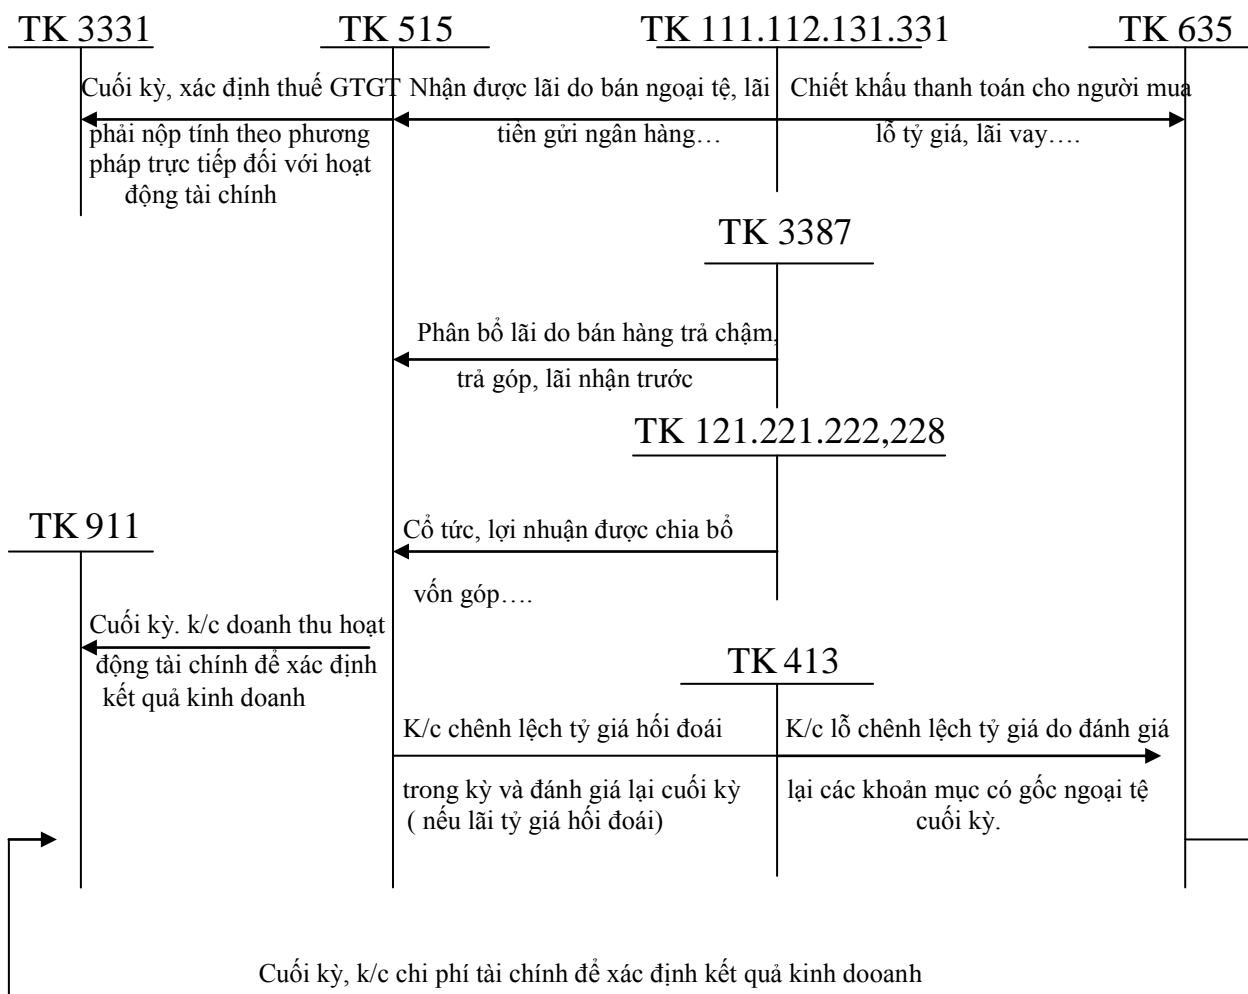 TK 3331
TK 515
TK 111.112.131.331
TK 635
Cuối kỳ, xác định thuế GTGT
phải nộp tính theo phương
pháp trực tiếp đối với hoạt
động tài chính
Nhận được lãi do bán ngoại tệ, lãi
tiền gửi ngân hàng…
Chiết khấu thanh toán cho người mua
lỗ tỷ giá, lãi vay….
TK 3387
Phân bổ lãi do bán hàng trả chậm,
trả góp, lãi nhận trước
TK 121.221.222,228
TK 911
Cổ tức, lợi nhuận được chia bổ
vốn góp….
Cuối kỳ. k/c doanh thu hoạt
động tài chính để xác định
kết quả kinh doanh
TK 413
K/c chênh lệch tỷ giá hối đoái
trong kỳ và đánh giá lại cuối kỳ
( nếu lãi tỷ giá hối đoái)
K/c lỗ chênh lệch tỷ giá do đánh giá
lại các khoản mục có gốc ngoại tệ
cuối kỳ.
Cuối kỳ, k/c chi phí tài chính để xác định kết quả kinh dooanh